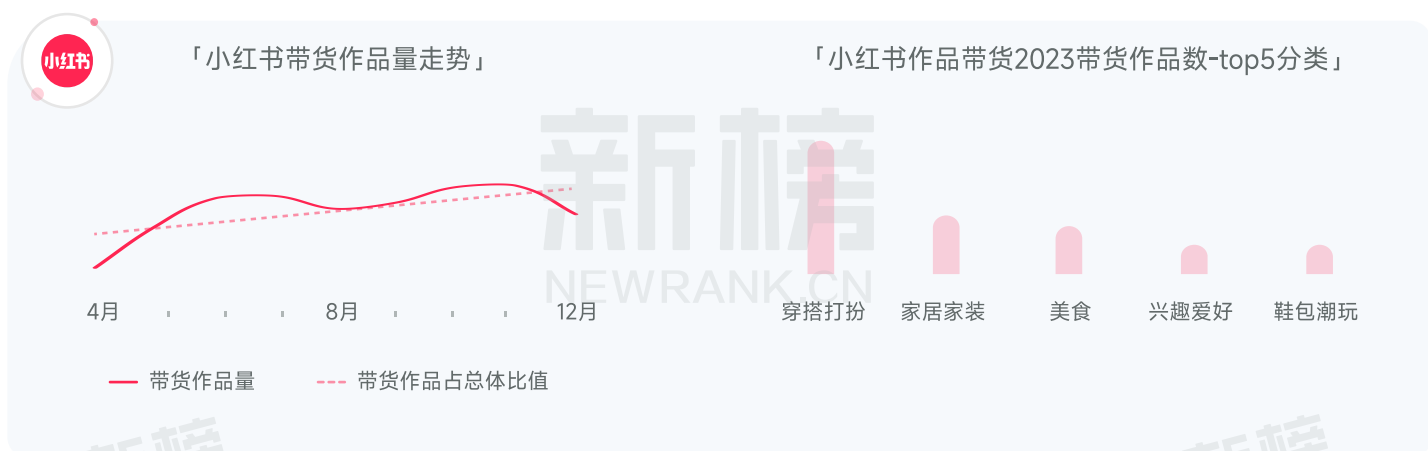 小红书
「小红书带货作品量走势」
「小红书作品带货2023带货作品数-top5分类」
新榜
NEWRANK.CN
4月
8月
12月
穿搭打扮
家居家装
美食
兴趣爱好
鞋包潮玩
带货作品量
带货作品占总体比值
新榜
新榜